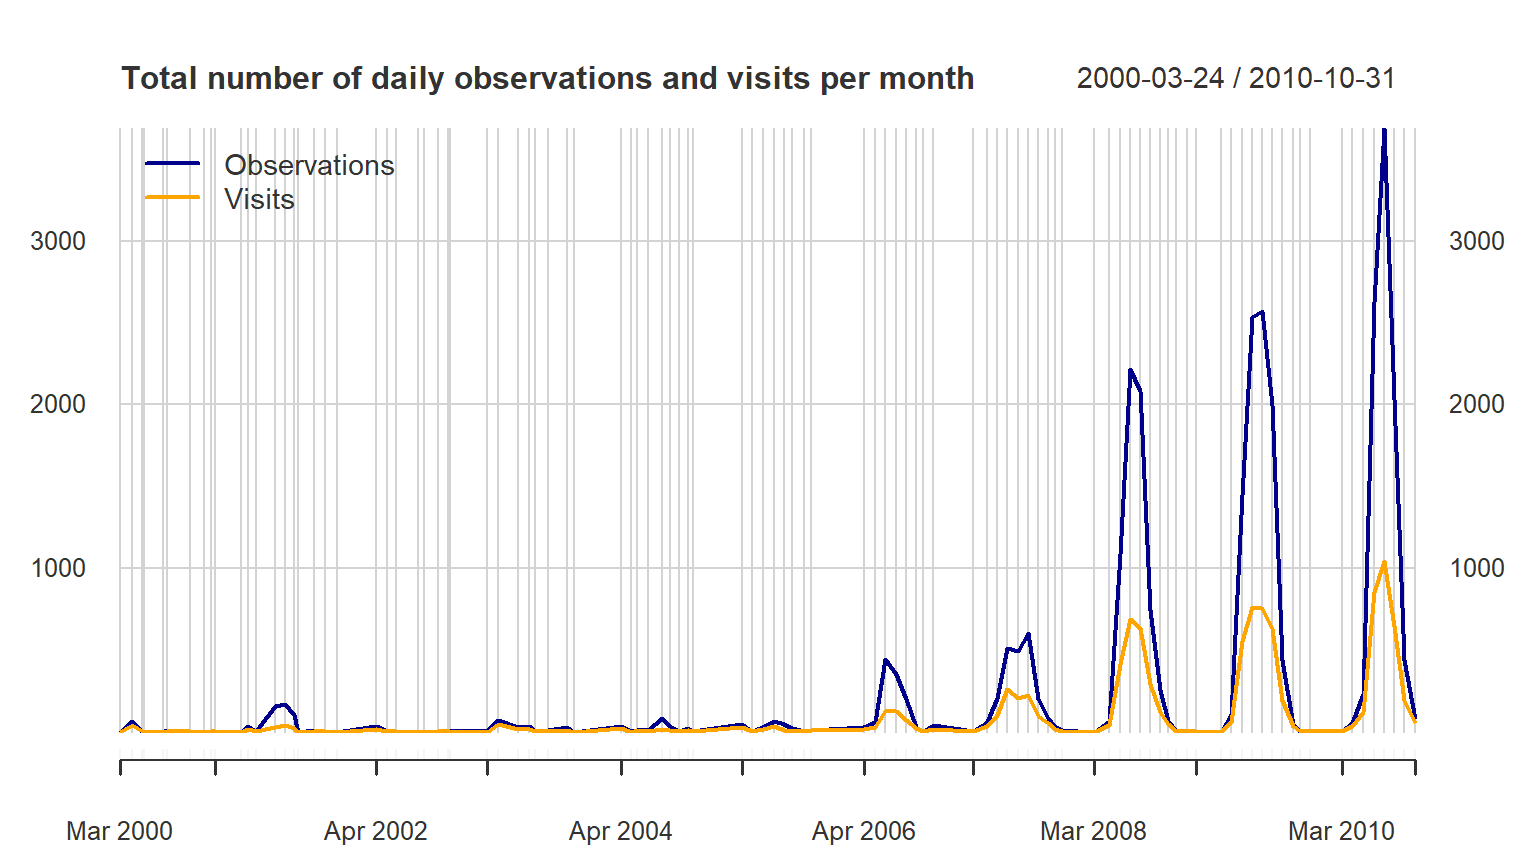 Total number of daily observations and visits per month 2000-03-24 / 2010-10-31
Observations
Visits
3000 3000
2000 2000
1000 1000
Mar 2000 Apr 2002 Apr 2004 Apr 2006 Mar 2008 Mar 2010